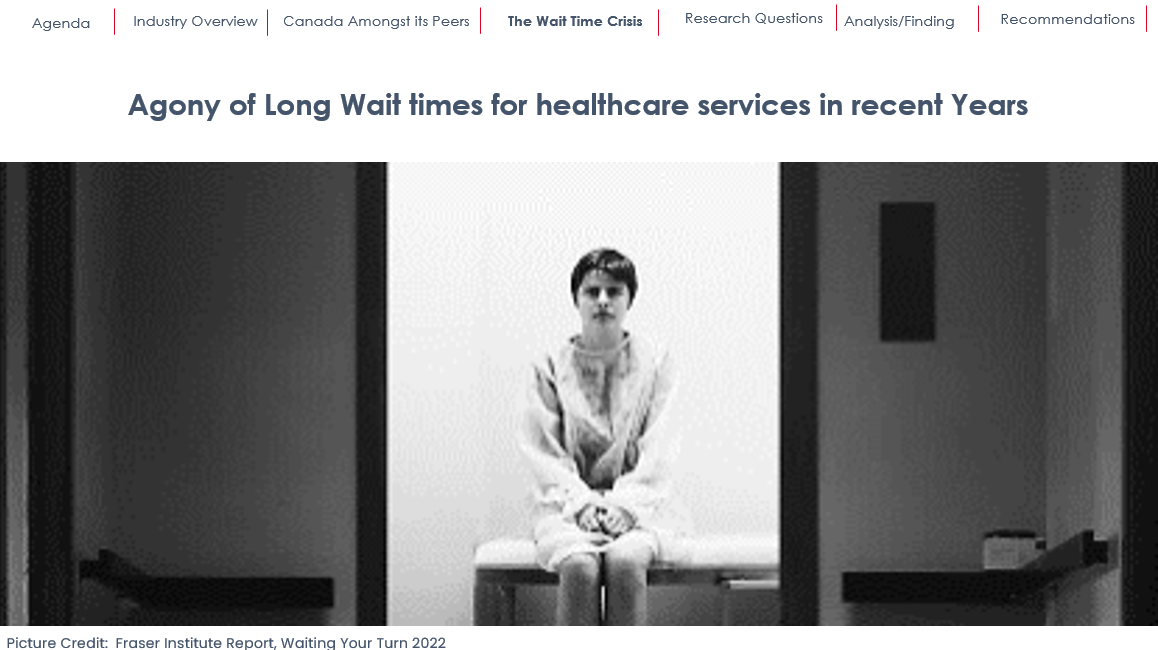 Agenda
Industry Overview
Canada Amongst its Peers
The Wait Time Crisis
Research Questions
Analysis/Finding
Recommendations
Agony of Long Wait times for healthcare services in recent Years
Picture Credit: Fraser Institute Report, Waiting Your Turn 2022